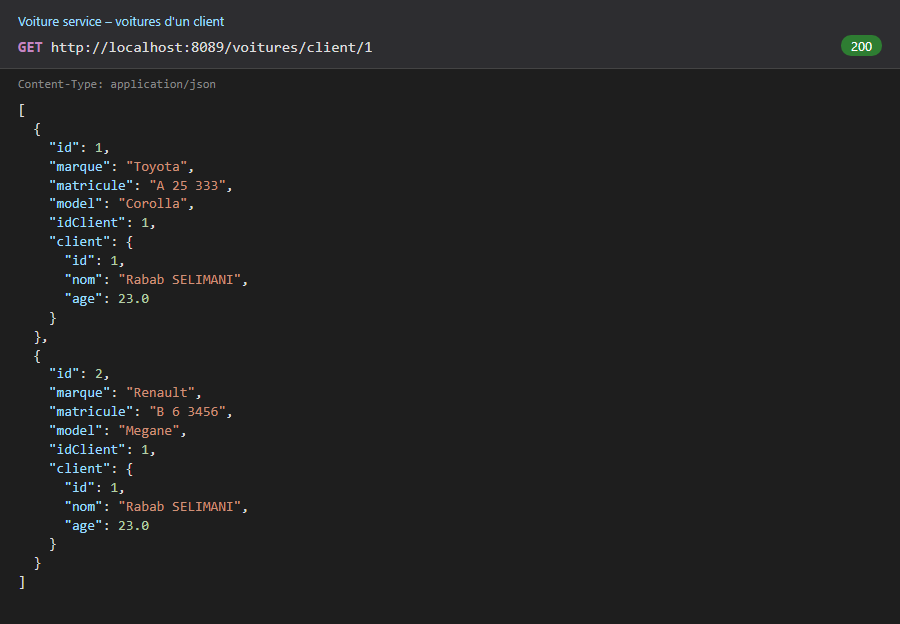 Voiture service – voitures d'un client
GET http://localhost:8089/voitures/client/1
200
Content-Type: application/json
[
  {
    "id": 1,
    "marque": "Toyota",
    "matricule": "A 25 333",
    "model": "Corolla",
    "idClient": 1,
    "client": {
      "id": 1,
      "nom": "Rabab SELIMANI",
      "age": 23.0
    }
  },
  {
    "id": 2,
    "marque": "Renault",
    "matricule": "B 6 3456",
    "model": "Megane",
    "idClient": 1,
    "client": {
      "id": 1,
      "nom": "Rabab SELIMANI",
      "age": 23.0
    }
  }
]